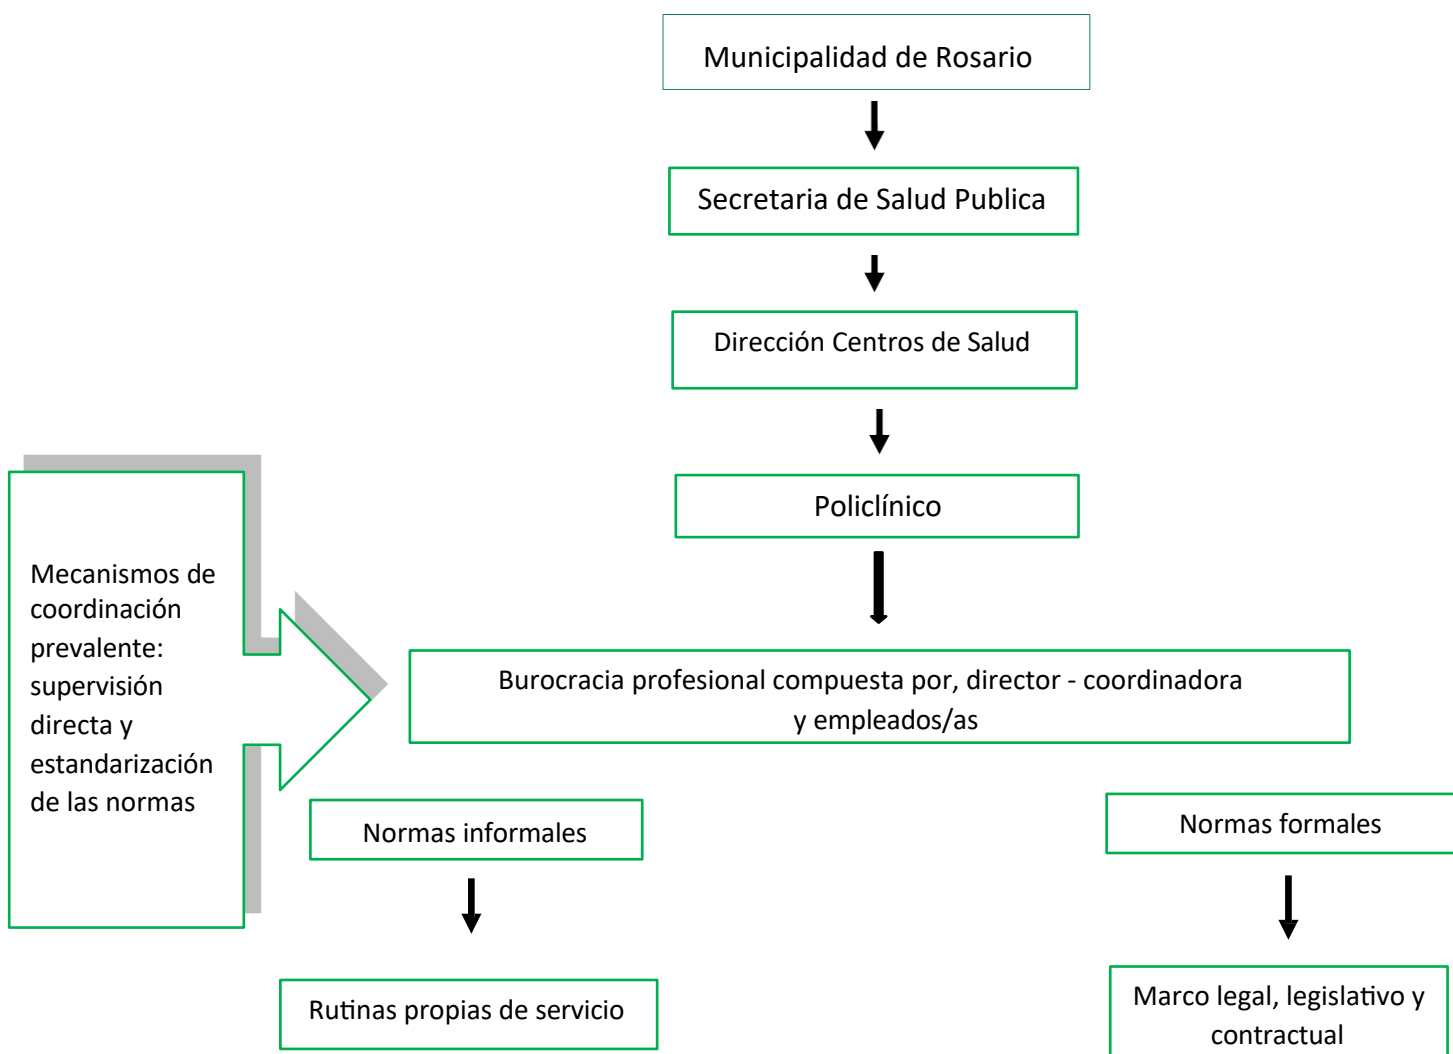 Municipalidad de Rosario
Secretaria de Salud Publica
Dirección Centros de Salud
Policlínico
Mecanismos de
coordinación
prevalente:
supervisión
directa y
estandarización
de las normas
Burocracia profesional compuesta por, director - coordinadora
y empleados/as
Normas informales
Normas formales
Rutinas propias de servicio
Marco legal, legislativo y
contractual